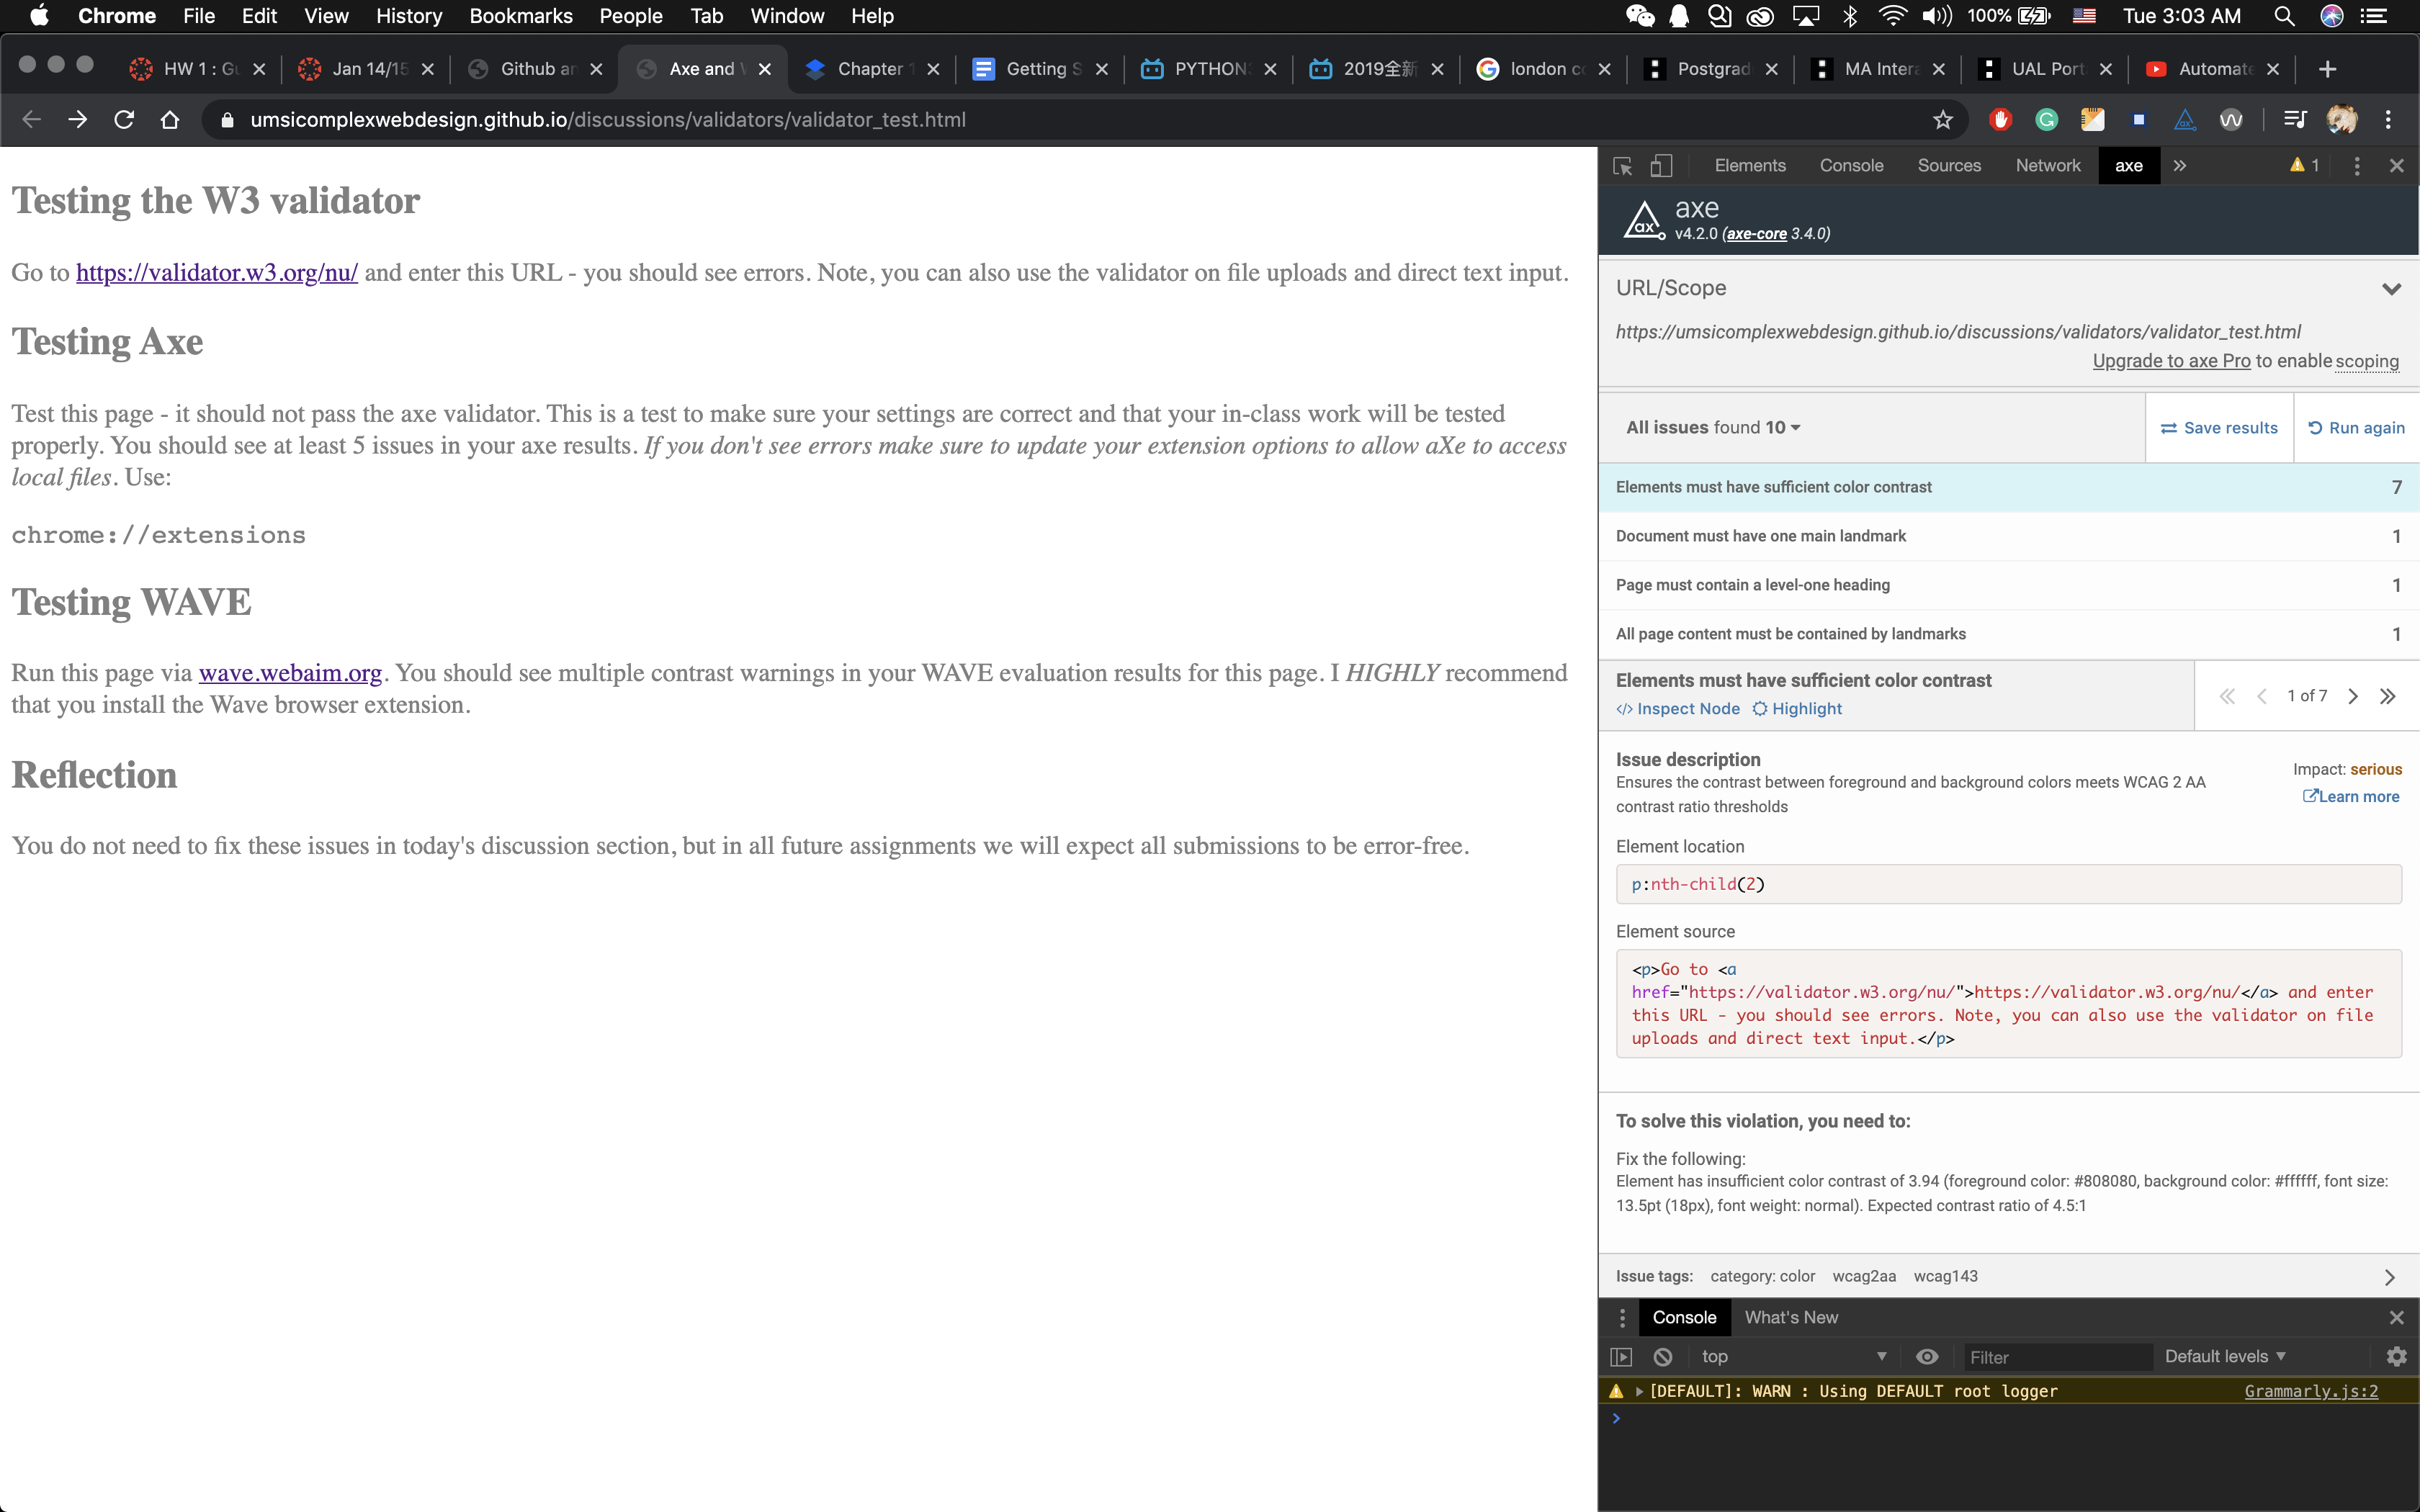 Chrome File Edit View History Bookmarks People Tab Window Help 100% Tue 3:03 AM
HW 1 : Gu Jan 14/15 Github an Axe and Chapter 1 Getting S PYTHON 2019全新 london co Postgrad MA Intera UAL Port Automate
umsicomplexwebdesign.github.io/discussions/validators/validator_test.html
Testing the W3 validator
Go to https://validator.w3.org/nu/ and enter this URL - you should see errors. Note, you can also use the validator on file uploads and direct text input.
Testing Axe
Test this page - it should not pass the axe validator. This is a test to make sure your settings are correct and that your in-class work will be tested
properly. You should see at least 5 issues in your axe results. If you don't see errors make sure to update your extension options to allow aXe to access
local files. Use:
chrome://extensions
Testing WAVE
Run this page via wave.webaim.org. You should see multiple contrast warnings in your WAVE evaluation results for this page. I HIGHLY recommend
that you install the Wave browser extension.
Reflection
You do not need to fix these issues in today's discussion section, but in all future assignments we will expect all submissions to be error-free.
Elements Console Sources Network axe » 1
ax axe
v4.2.0 (axe-core 3.4.0)
URL/Scope
https://umsicomplexwebdesign.github.io/discussions/validators/validator_test.html
Upgrade to axe Pro to enable scoping
All issues found 10 Save results Run again
Elements must have sufficient color contrast 7
Document must have one main landmark 1
Page must contain a level-one heading 1
All page content must be contained by landmarks 1
Elements must have sufficient color contrast
</> Inspect Node Highlight 1 of 7
Issue description
Ensures the contrast between foreground and background colors meets WCAG 2 AA
contrast ratio thresholds
Impact: serious
Learn more
Element location
p:nth-child(2)
Element source
<p>Go to <a
href="https://validator.w3.org/nu/">https://validator.w3.org/nu/</a> and enter
this URL - you should see errors. Note, you can also use the validator on file
uploads and direct text input.</p>
To solve this violation, you need to:
Fix the following:
Element has insufficient color contrast of 3.94 (foreground color: #808080, background color: #ffffff, font size:
13.5pt (18px), font weight: normal). Expected contrast ratio of 4.5:1
Issue tags: category: color wcag2aa wcag143
Console What's New
top Filter Default levels
[DEFAULT]: WARN : Using DEFAULT root logger Grammarly.js:2